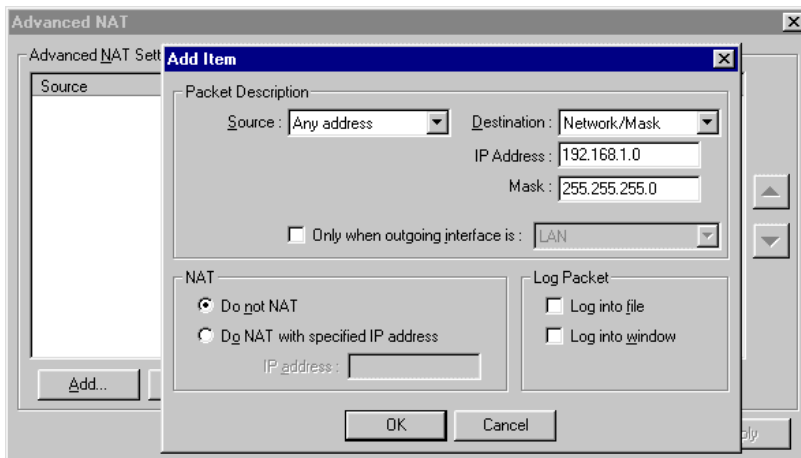 Advanced NAT
Advanced NAT Sett
Add Item
Source
Packet Description
Source : Any address
Destination : Network/Mask
IP Address : 192.168.1.0
Mask : 255.255.255.0
Only when outgoing interface is : LAN
NAT
Log Packet
Do not NAT
Log into file
Do NAT with specified IP address
Log into window
IP address :
Add...
OK
Cancel